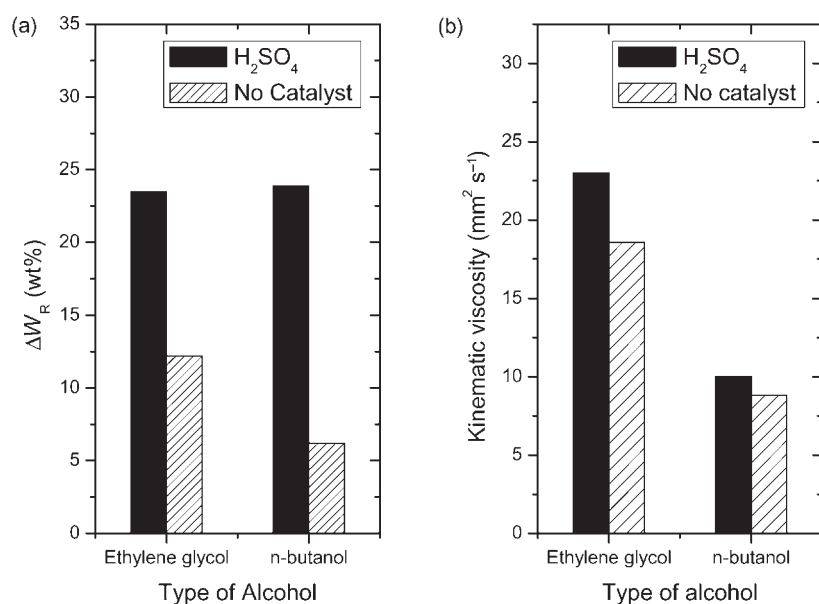 (a)
35
30
25
20
15
10
5
0
ΔW_R (wt%)
H₂SO₄
No Catalyst
Ethylene glycol n-butanol
Type of Alcohol
(b)
30
25
20
15
10
5
0
Kinematic viscosity (mm² s⁻¹)
H₂SO₄
No catalyst
Ethylene glycol n-butanol
Type of alcohol